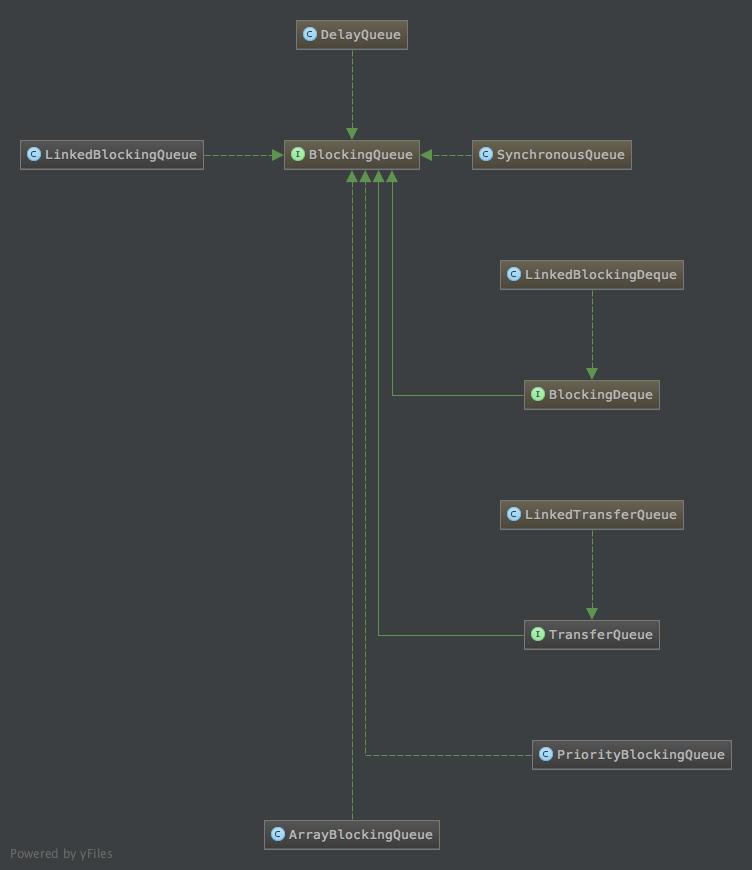 C DelayQueue
C LinkedBlockingQueue
I BlockingQueue
C SynchronousQueue
C LinkedBlockingDeque
I BlockingDeque
C LinkedTransferQueue
I TransferQueue
C PriorityBlockingQueue
C ArrayBlockingQueue
Powered by yFiles